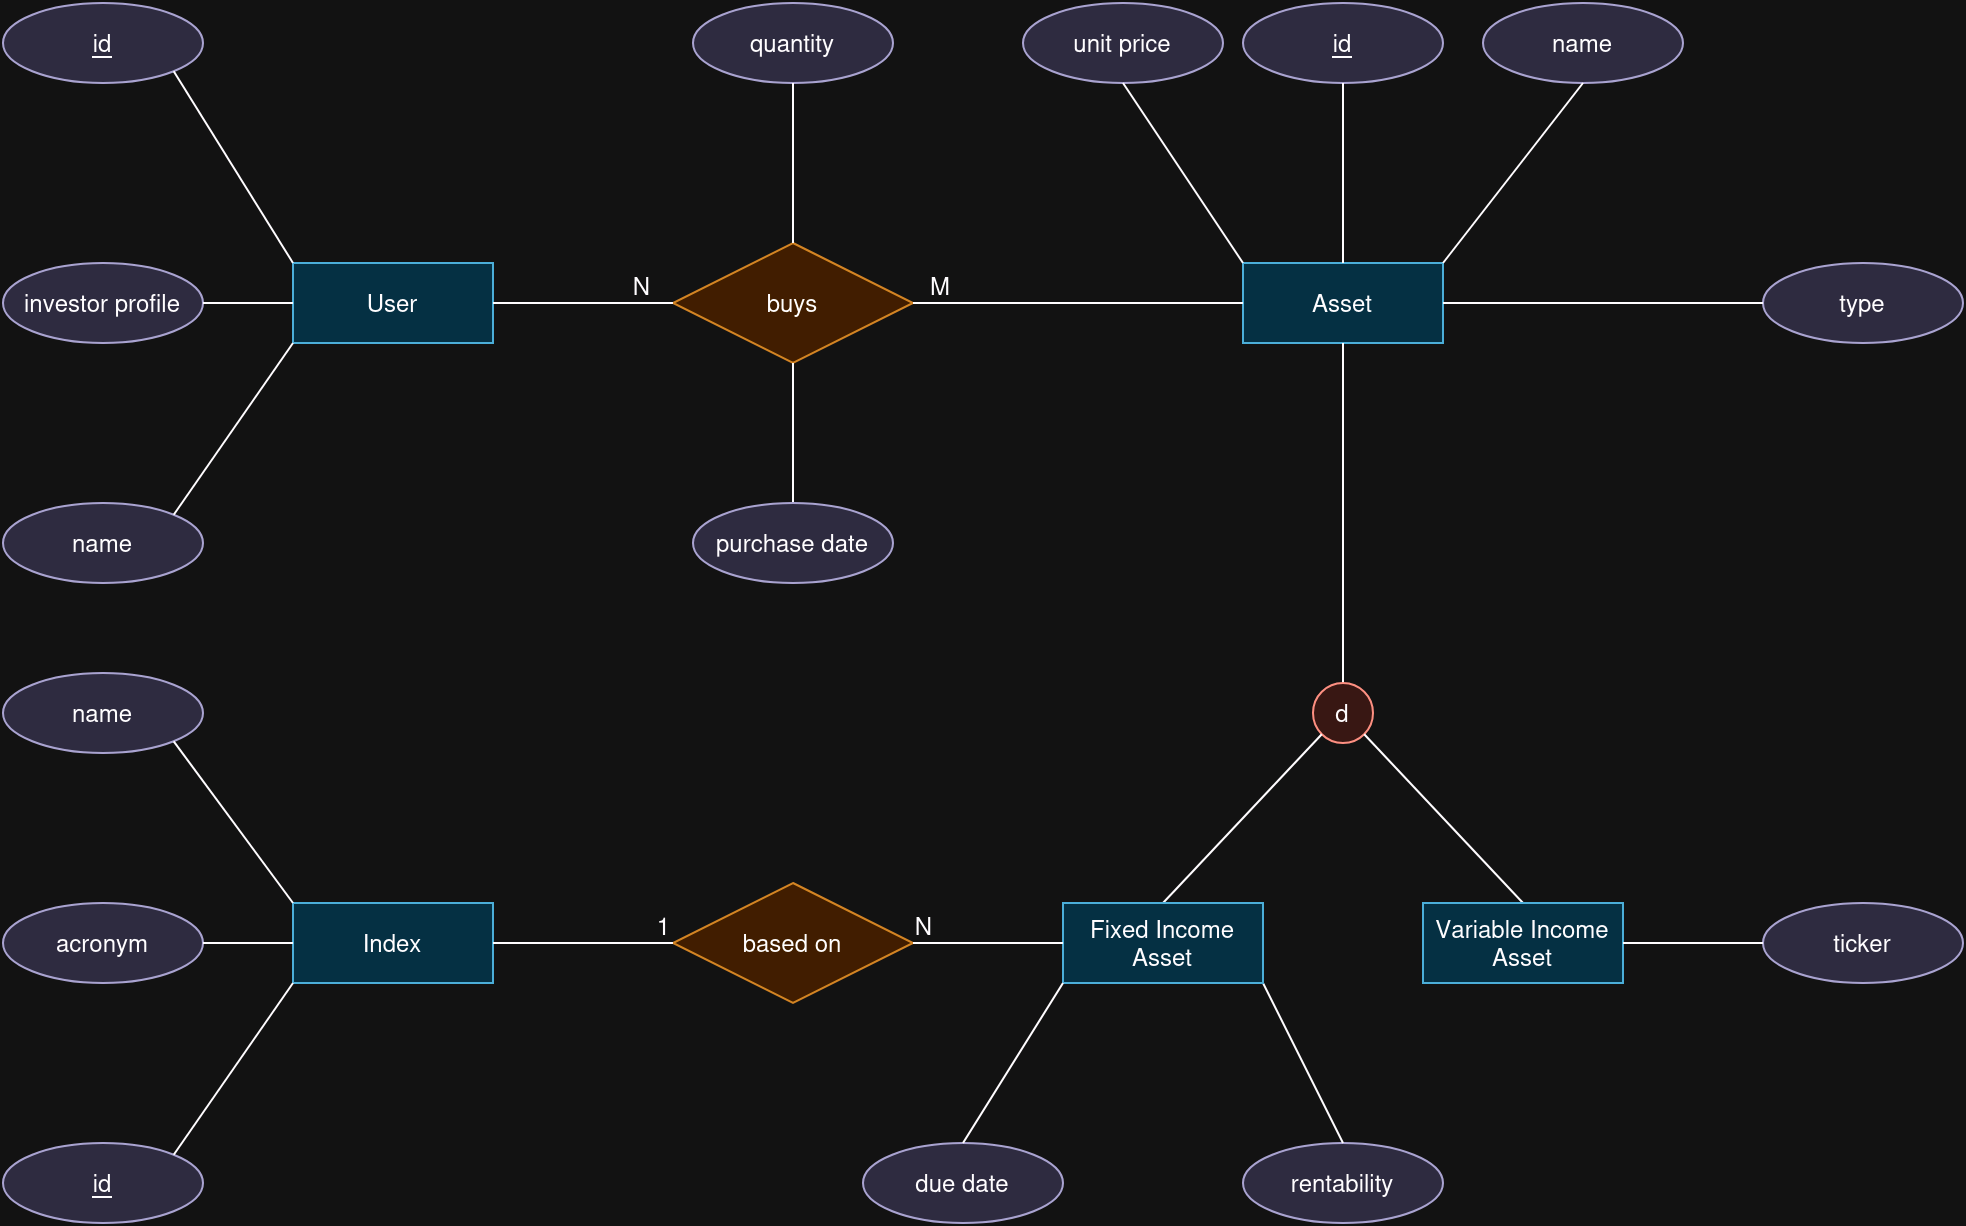 id
quantity
unit price
id
name
investor profile
User
N
buys
M
Asset
type
name
purchase date
name
d
acronym
Index
1
based on
N
Fixed Income
Asset
Variable Income
Asset
ticker
id
due date
rentability